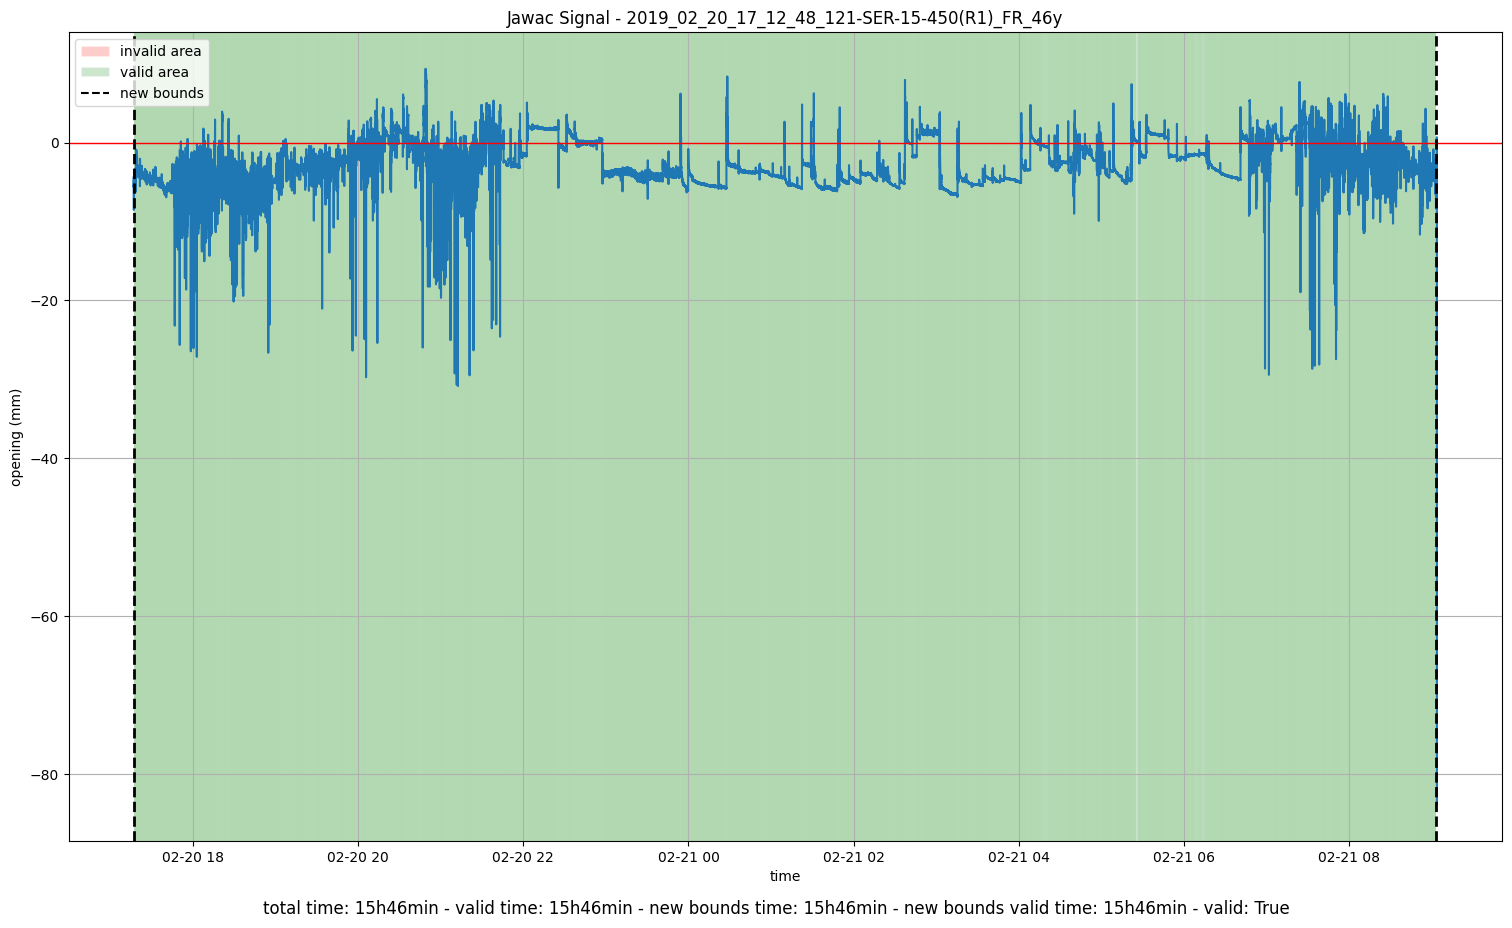 Jawac Signal - 2019_02_20_17_12_48_121-SER-15-450(R1)_FR_46y
invalid area
valid area
new bounds
opening (mm)
0
−20
−40
−60
−80
02-20 18
02-20 20
02-20 22
02-21 00
02-21 02
02-21 04
02-21 06
02-21 08
time
total time: 15h46min - valid time: 15h46min - new bounds time: 15h46min - new bounds valid time: 15h46min - valid: True